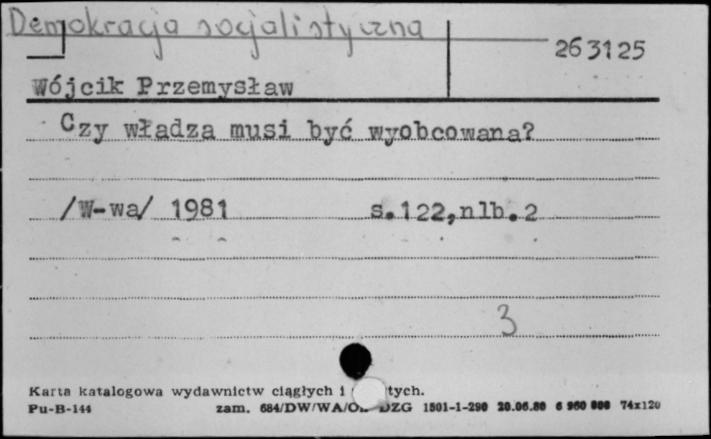 Demokracja socjalistyczna
263125
Wójcik Przemysław
Czy władza musi być wyobcowana?
/W-wa/ 1981 s.122,nlb.2
3
Karta katalogowa wydawnictw ciągłych i tych.
Pu-B-144 zam. 684/DW/WA/O DZG 1501-1-290 20.06.80 6 960 000 74x120